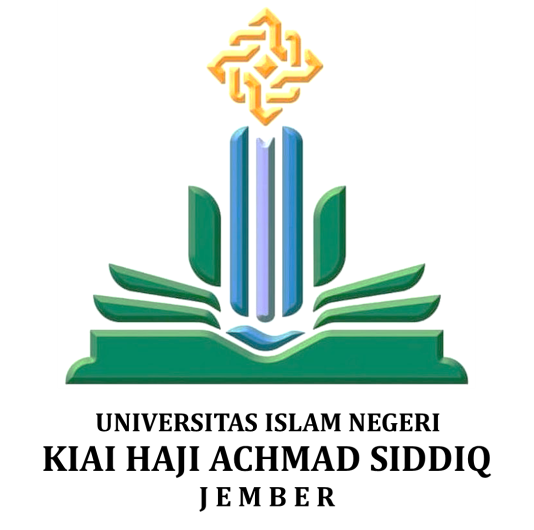 UNIVERSITAS ISLAM NEGERI
KIAI HAJI ACHMAD SIDDIQ
JEMBER